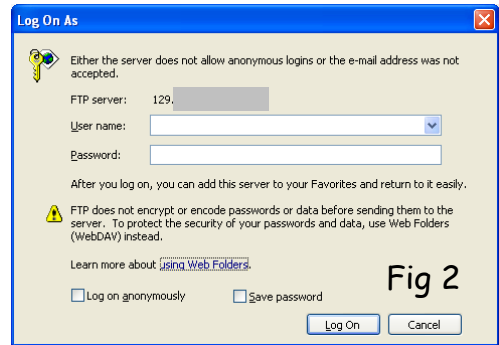 Log On As
Either the server does not allow anonymous logins or the e-mail address was not
accepted.
FTP server: 129.
User name:
Password:
After you log on, you can add this server to your Favorites and return to it easily.
FTP does not encrypt or encode passwords or data before sending them to the
server. To protect the security of your passwords and data, use Web Folders
(WebDAV) instead.
Learn more about using Web Folders.
Fig 2
Log on anonymously Save password
Log On Cancel